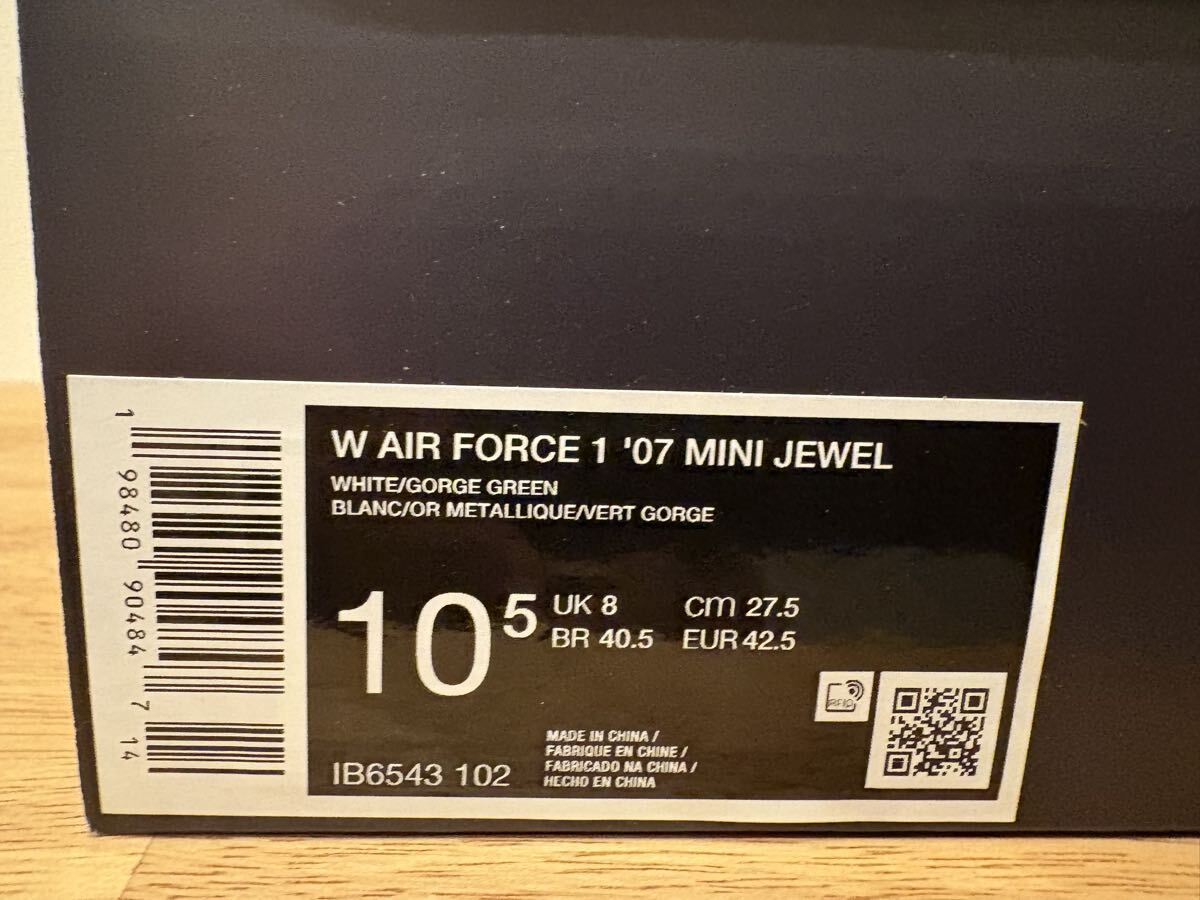 1 98480 90484 7 14
W AIR FORCE 1 '07 MINI JEWEL
WHITE/GORGE GREEN
BLANC/OR METALLIQUE/VERT GORGE
10 5
UK 8 cm 27.5
BR 40.5 EUR 42.5
RFID
IB6543 102
MADE IN CHINA /
FABRIQUE EN CHINE /
FABRICADO NA CHINA /
HECHO EN CHINA